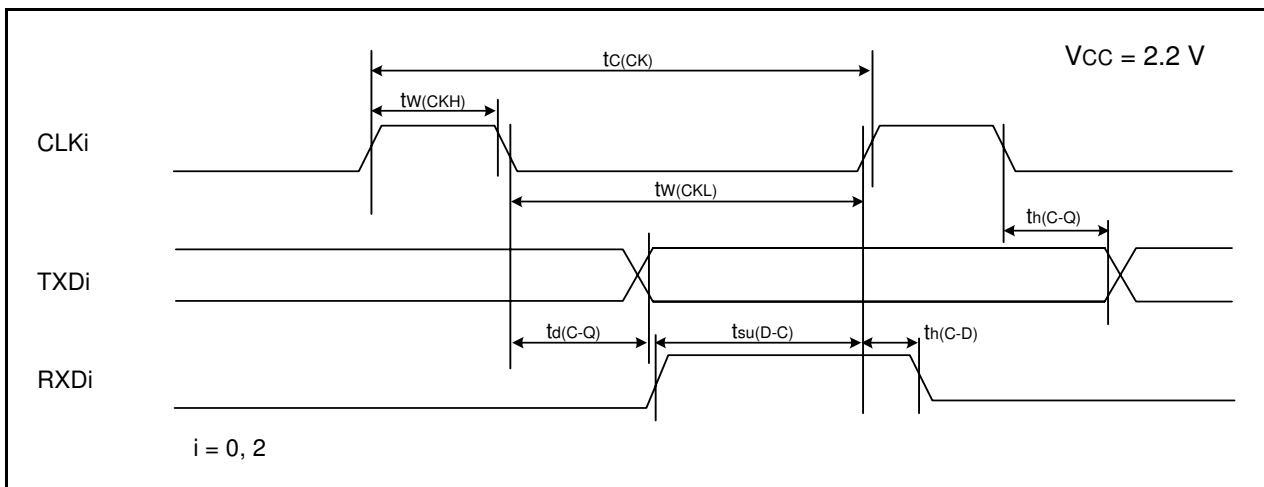 tC(CK)
VCC = 2.2 V
tW(CKH)
CLKi
tW(CKL)
th(C-Q)
TXDi
td(C-Q)
tsu(D-C)
th(C-D)
RXDi
i = 0, 2